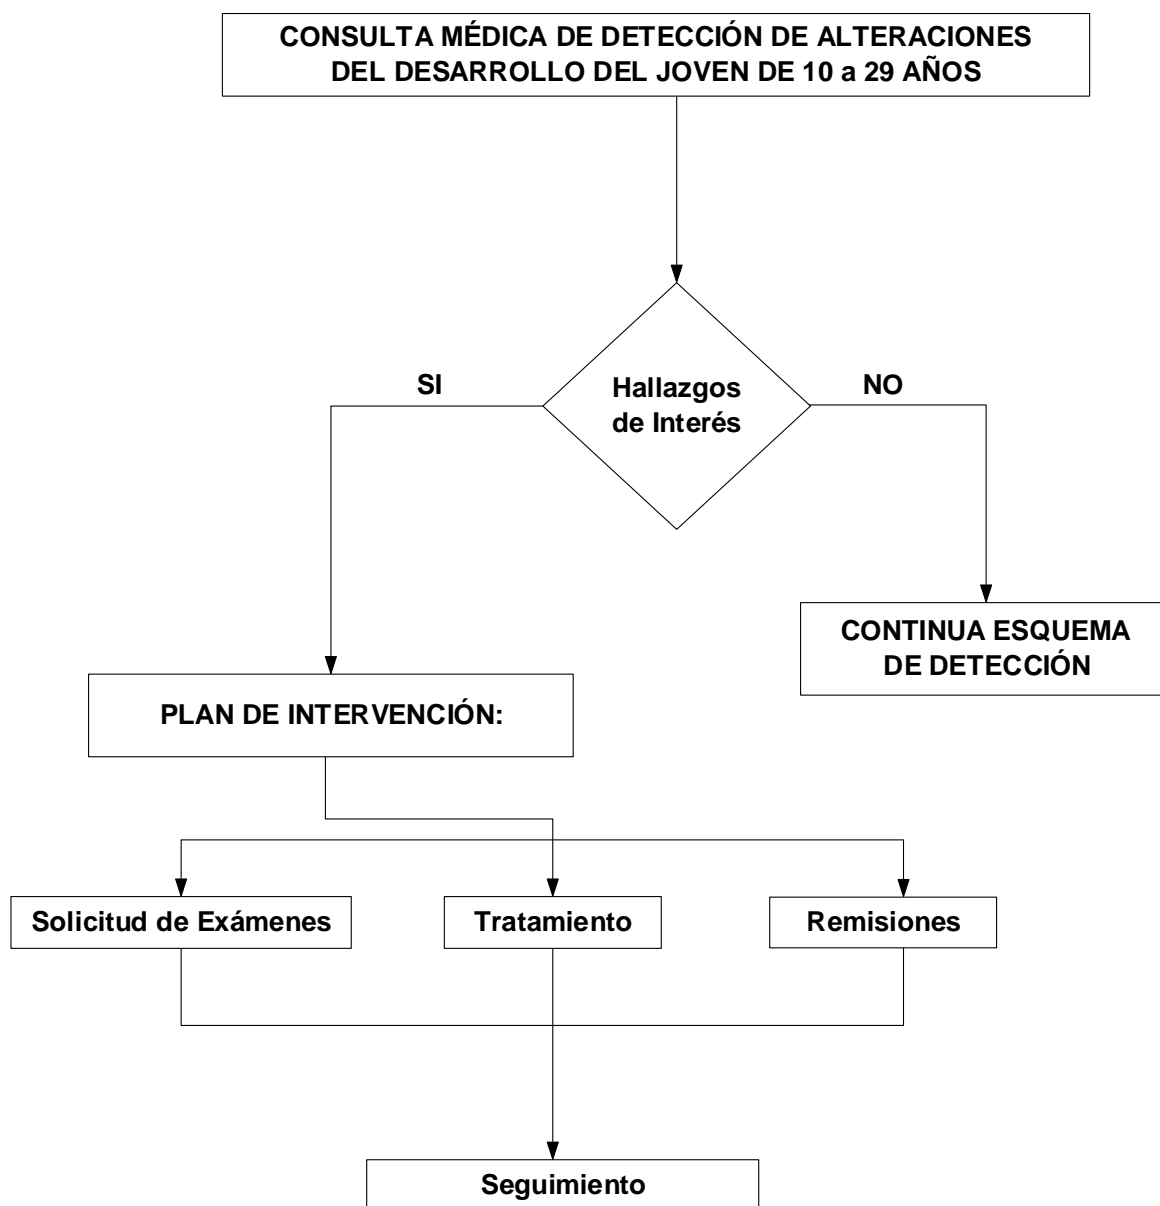 CONSULTA MÉDICA DE DETECCIÓN DE ALTERACIONES
DEL DESARROLLO DEL JOVEN DE 10 a 29 AÑOS
Hallazgos
de Interés
SI
NO
CONTINUA ESQUEMA
DE DETECCIÓN
PLAN DE INTERVENCIÓN:
Solicitud de Exámenes
Tratamiento
Remisiones
Seguimiento